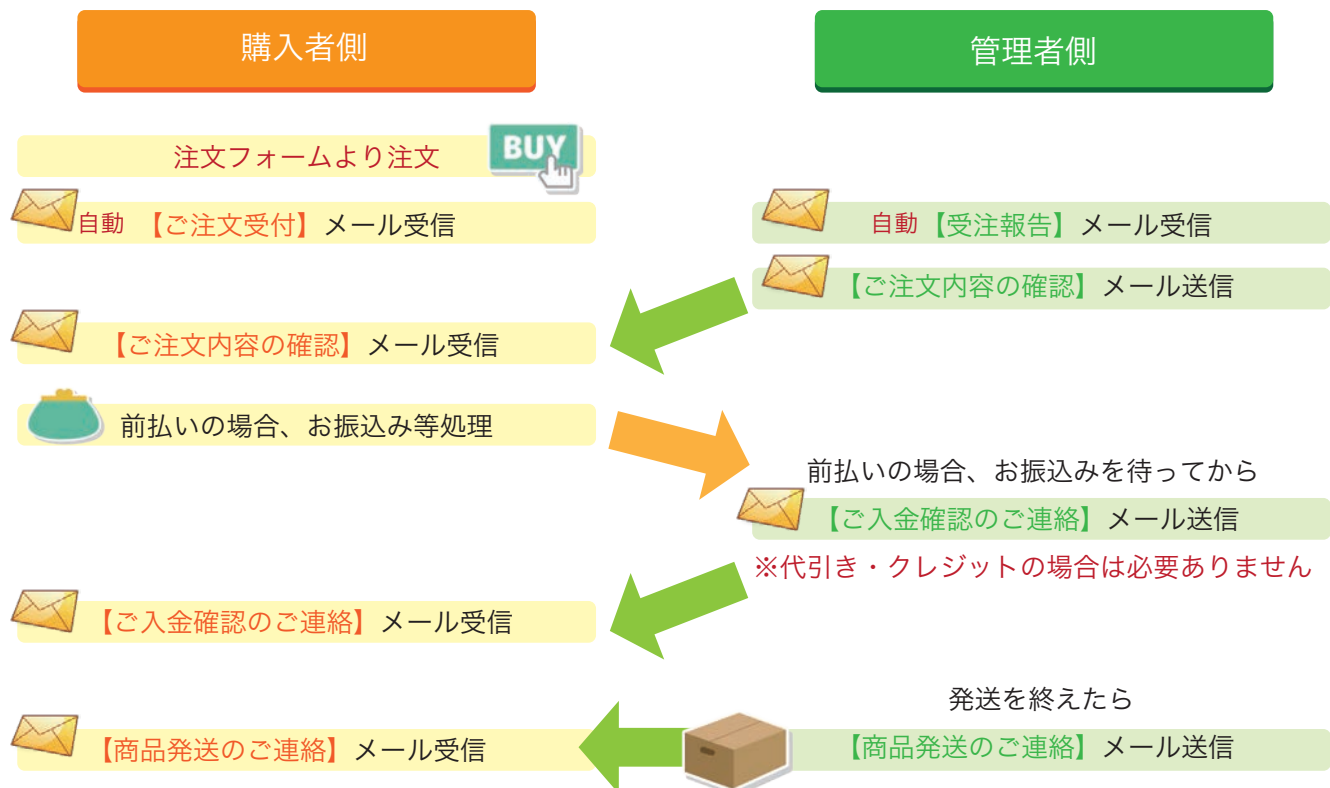 購入者側
管理者側
注文フォームより注文
BUY
自動 【ご注文受付】メール受信
自動 【受注報告】メール受信
【ご注文内容の確認】メール送信
【ご注文内容の確認】メール受信
前払いの場合、お振込み等処理
前払いの場合、お振込みを待ってから
【ご入金確認のご連絡】メール送信
※代引き・クレジットの場合は必要ありません
【ご入金確認のご連絡】メール受信
発送を終えたら
【商品発送のご連絡】メール受信
【商品発送のご連絡】メール送信